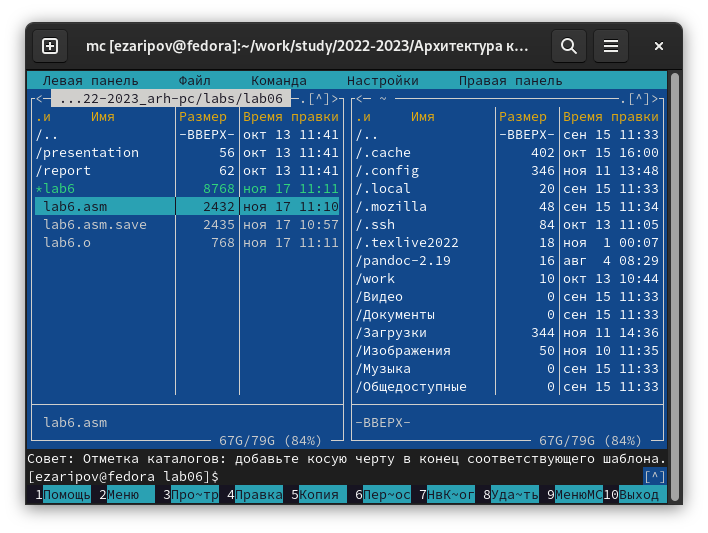 mc [ezaripov@fedora]:~/work/study/2022-2023/Архитектура к…
Левая панель Файл Команда Настройки Правая панель
<— ...22-2023_arh-pc/labs/lab06 —.[^]> <— ~ —.[^]>
.и Имя Размер Время правки .и Имя Размер Время правки
/.. -ВВЕРХ- окт 13 11:41 /.. -ВВЕРХ- сен 15 11:33
/presentation 56 окт 13 11:41 /.cache 402 окт 15 16:00
/report 62 окт 13 11:41 /.config 346 ноя 11 13:48
*lab6 8768 ноя 17 11:11 /.local 20 сен 15 11:33
lab6.asm 2432 ноя 17 11:10 /.mozilla 48 сен 15 11:34
lab6.asm.save 2435 ноя 17 10:57 /.ssh 84 окт 13 11:05
lab6.o 768 ноя 17 11:11 /.texlive2022 18 ноя 1 00:07
/pandoc-2.19 16 авг 4 08:29
/work 10 окт 13 10:44
/Видео 0 сен 15 11:33
/Документы 0 сен 15 11:33
/Загрузки 344 ноя 11 14:36
/Изображения 50 ноя 10 11:35
/Музыка 0 сен 15 11:33
/Общедоступные 0 сен 15 11:33
lab6.asm -ВВЕРХ-
67G/79G (84%) 67G/79G (84%)
Совет: Отметка каталогов: добавьте косую черту в конец соответствующего шаблона.
[ezaripov@fedora lab06]$ [^]
1Помощь 2Меню 3Про~тр 4Правка 5Копия 6Пер~ос 7НвК~ог 8Уда~ть 9МенюМС 10Выход